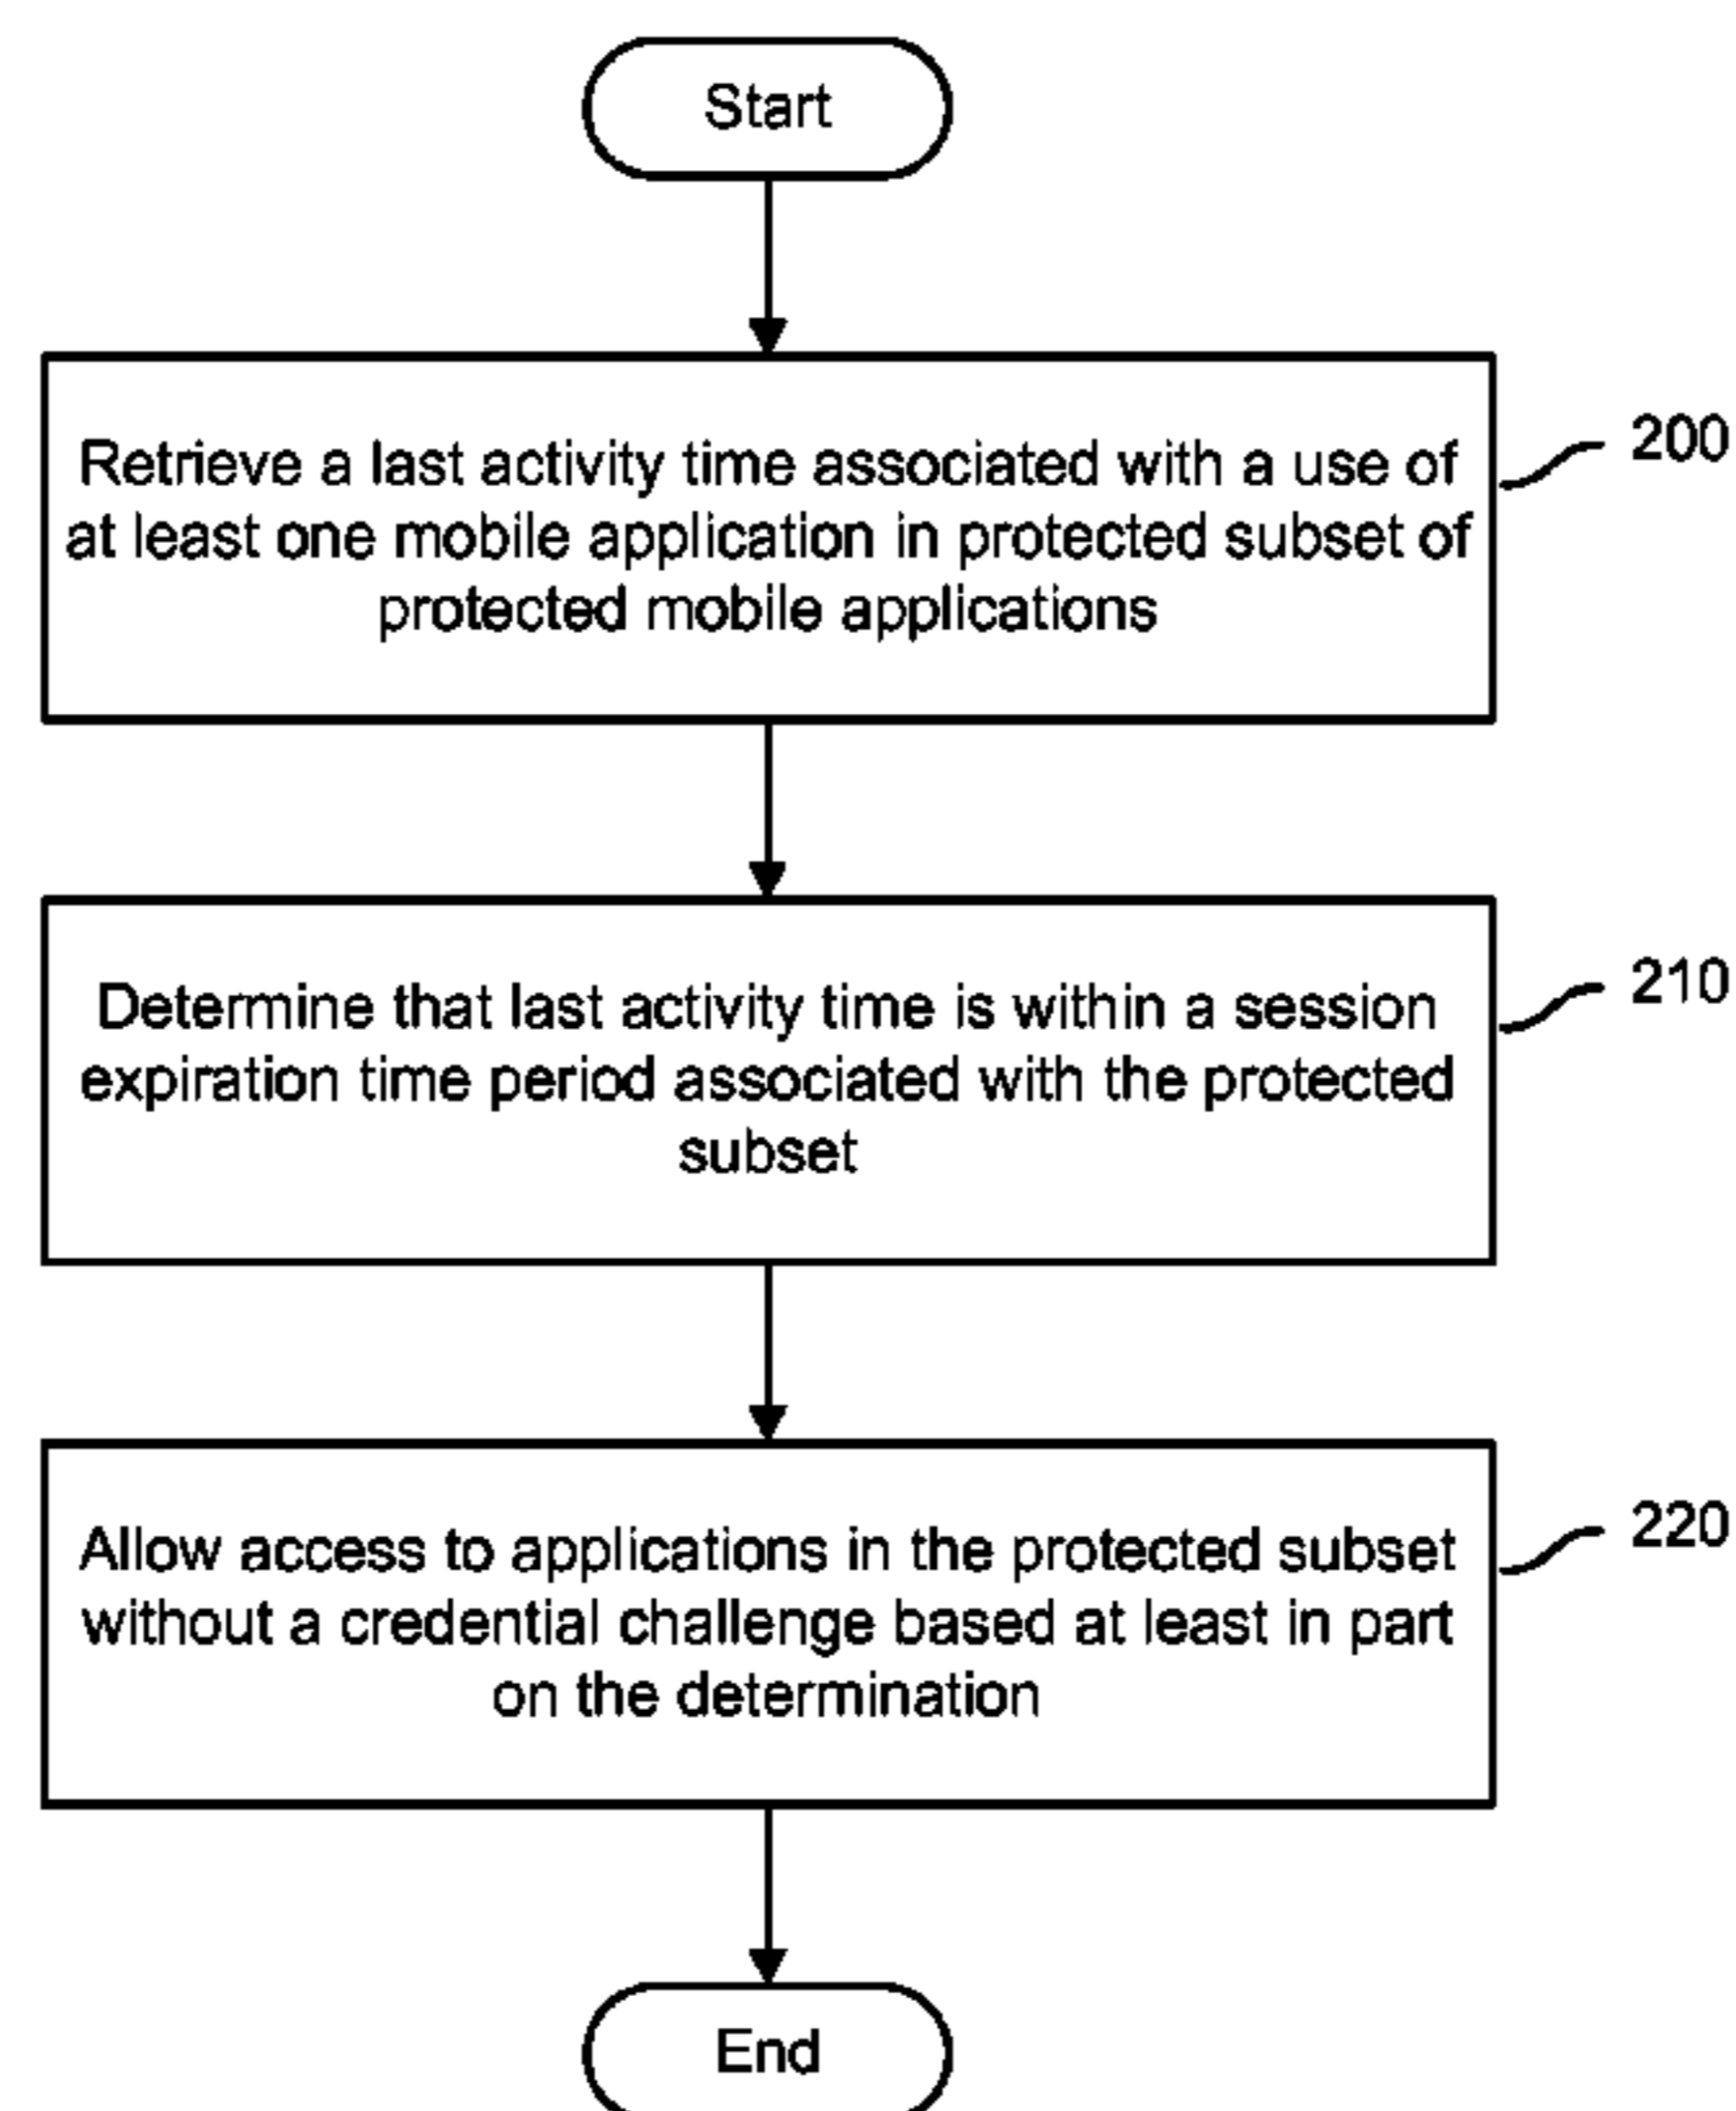 Start
Retrieve a last activity time associated with a use of
at least one mobile application in protected subset of
protected mobile applications
200
Determine that last activity time is within a session
expiration time period associated with the protected
subset
210
Allow access to applications in the protected subset
without a credential challenge based at least in part
on the determination
220
End